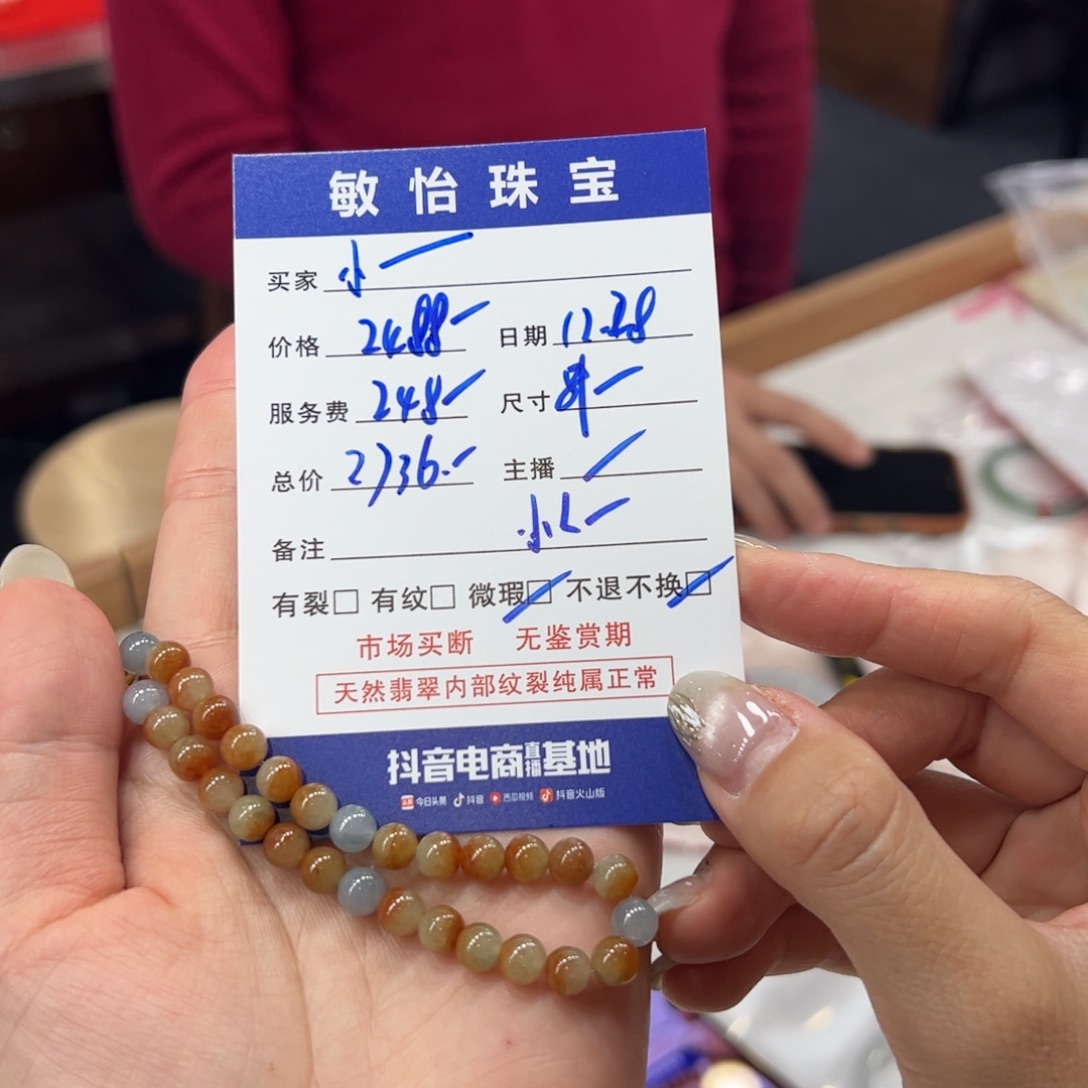 敏怡珠宝
买家 小一
价格 2488 日期 12.28
服务费 248 尺寸
总价 2736. 主播
备注
有裂□ 有纹□ 微瑕□ 不退不换□
市场买断 无鉴赏期
天然翡翠内部纹裂纯属正常
抖音电商直播基地
今日头条 抖音 西瓜视频 抖音火山版